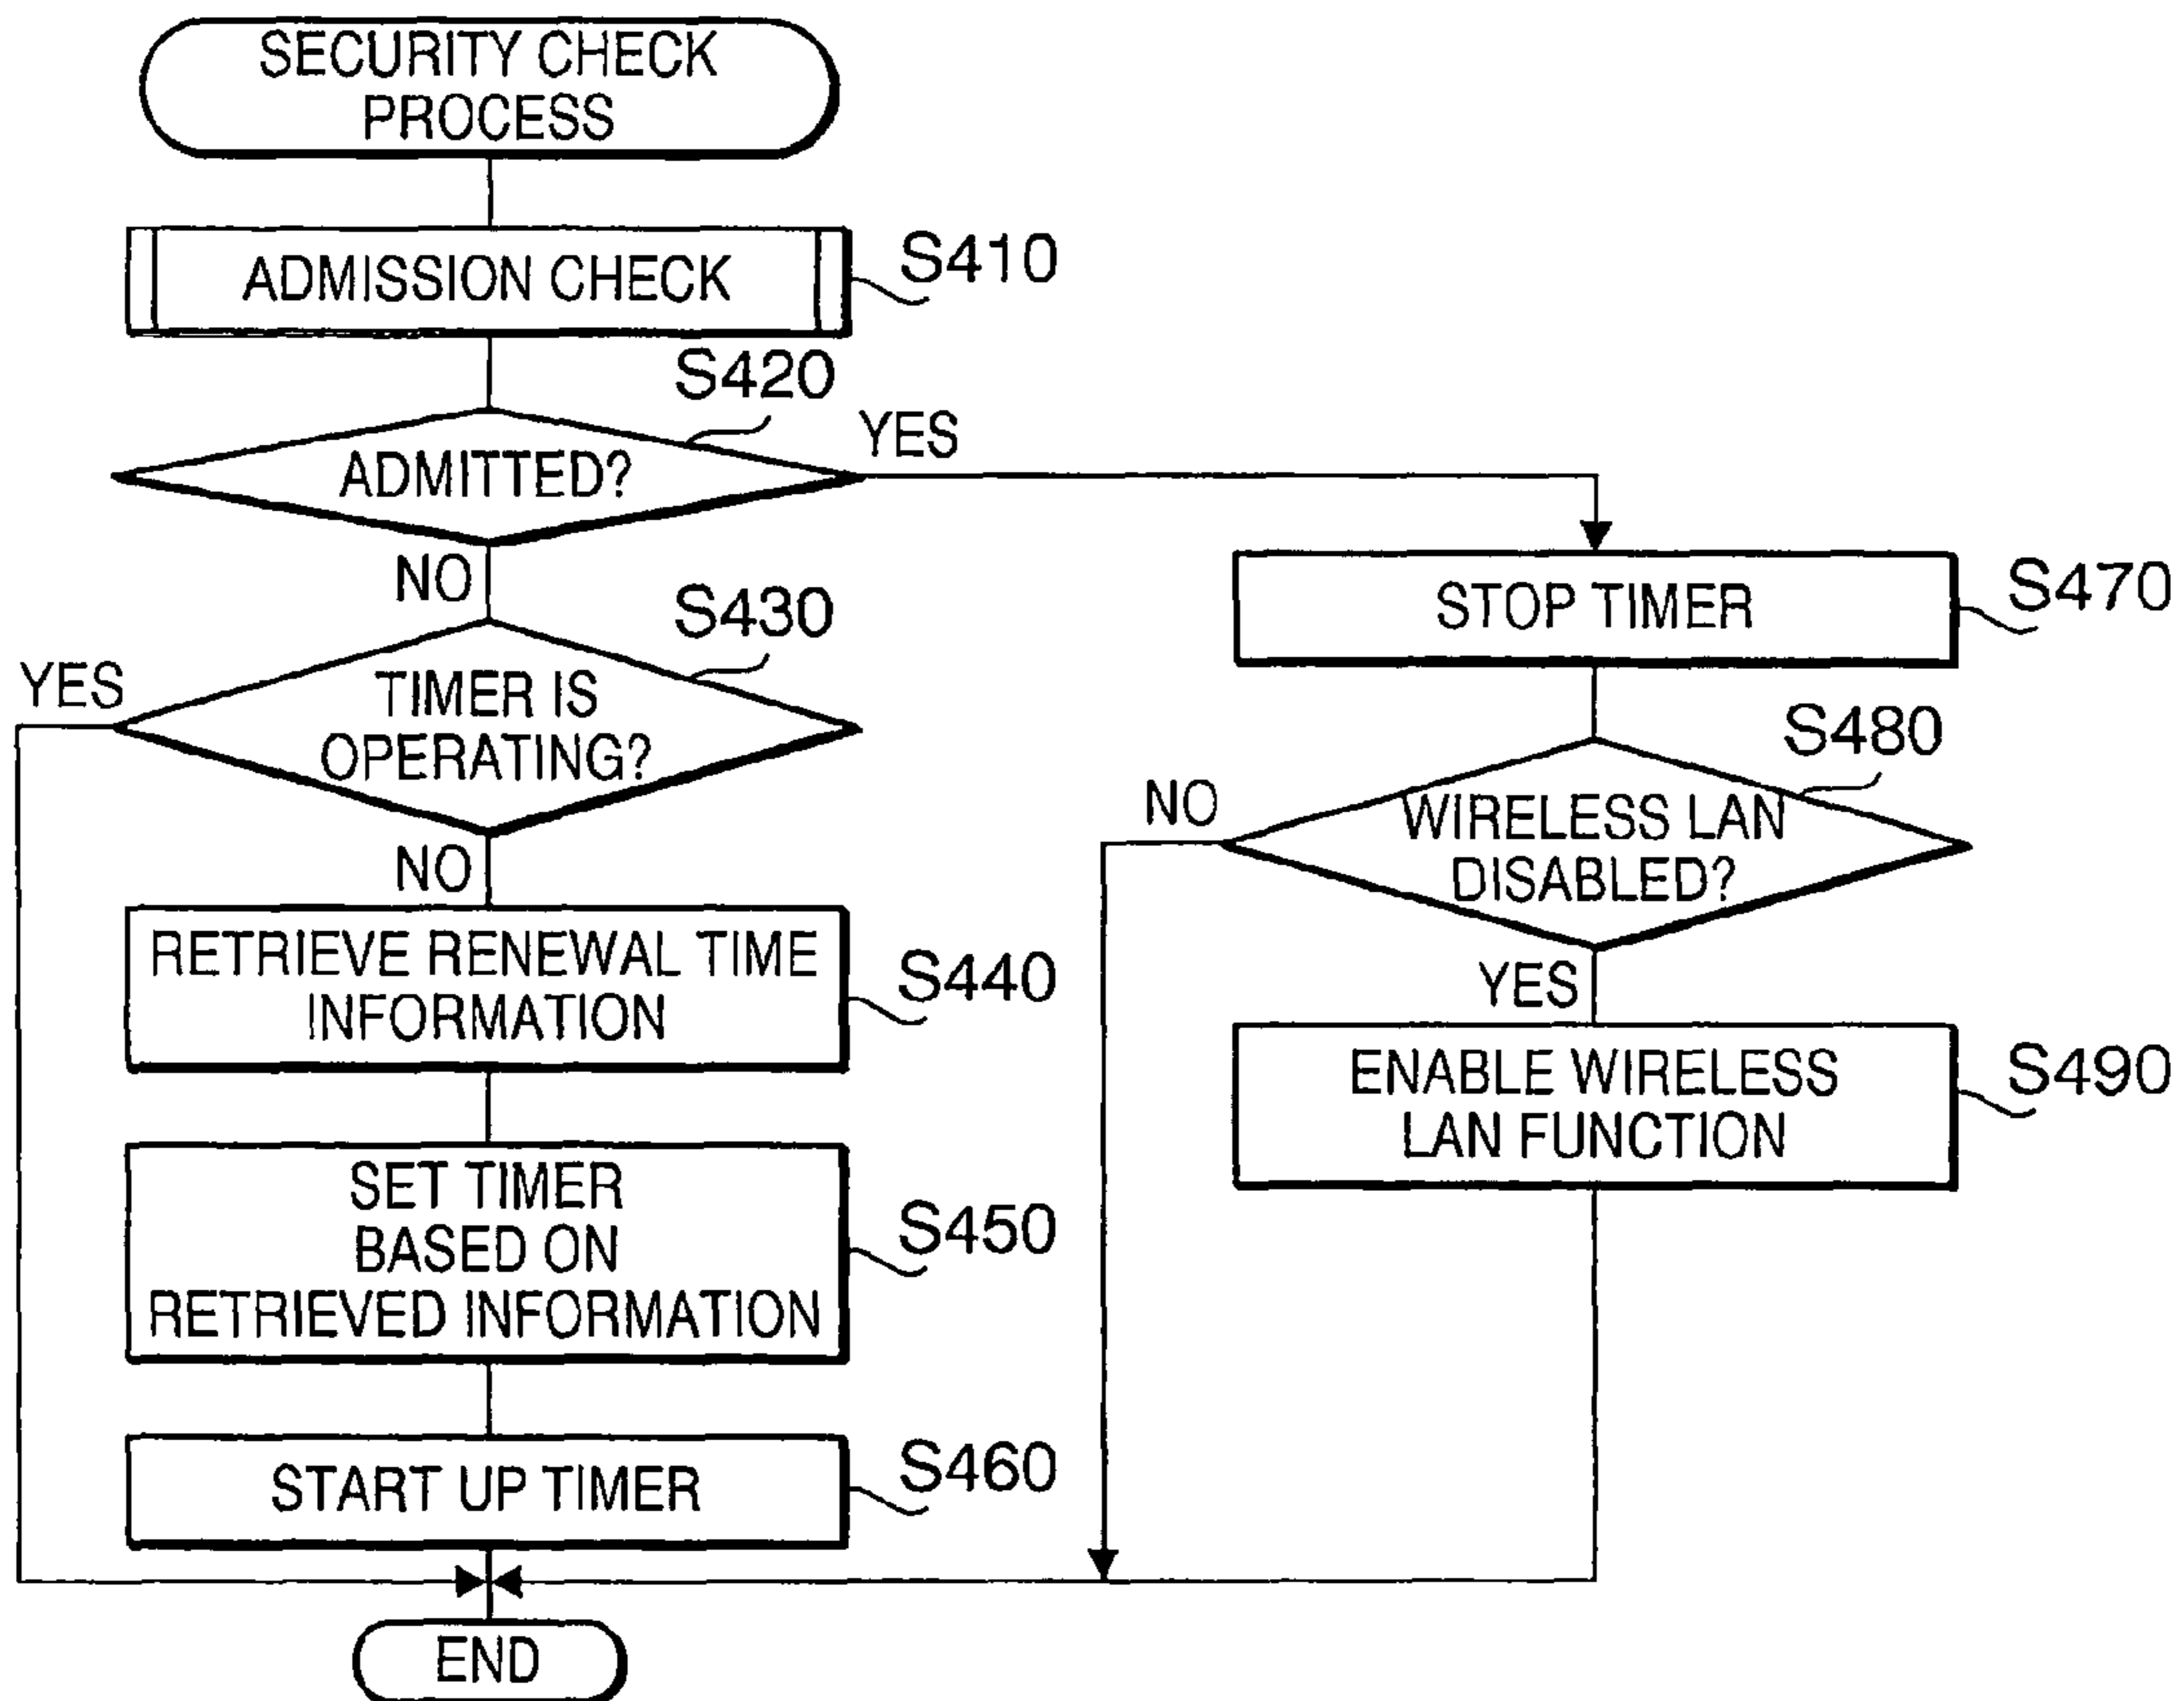 SECURITY CHECK
PROCESS
ADMISSION CHECK
S410
S420
ADMITTED?
YES
NO
S430
TIMER IS
OPERATING?
YES
NO
RETRIEVE RENEWAL TIME
INFORMATION
S440
SET TIMER
BASED ON
RETRIEVED INFORMATION
S450
START UP TIMER
S460
STOP TIMER
S470
S480
WIRELESS LAN
DISABLED?
NO
YES
ENABLE WIRELESS
LAN FUNCTION
S490
END